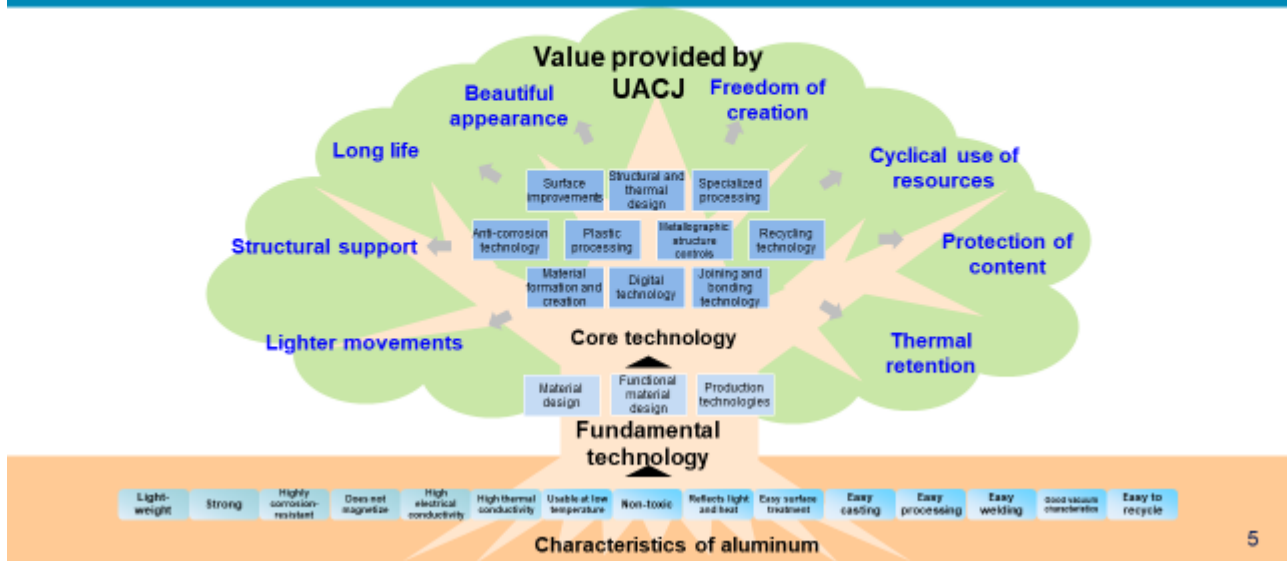 Value provided by
UACJ
Beautiful
appearance
Freedom of
creation
Long life
Cyclical use of
resources
Structural support
Protection of
content
Lighter movements
Thermal
retention
Surface
improvements
Structural and
thermal
design
Specialized
processing
Anti-corrosion
technology
Plastic
processing
Metallographic
structure
controls
Recycling
technology
Material
formation and
creation
Digital
technology
Joining and
bonding
technology
Core technology
Material
design
Functional
material
design
Production
technologies
Fundamental
technology
Light-
weight
Strong
Highly
corrosion-
resistant
Does not
magnetize
High
electrical
conductivity
High thermal
conductivity
Usable at low
temperature
Non-toxic
Reflects light
and heat
Easy surface
treatment
Easy
casting
Easy
processing
Easy
welding
Good vacuum
characteristics
Easy to
recycle
Characteristics of aluminum
5